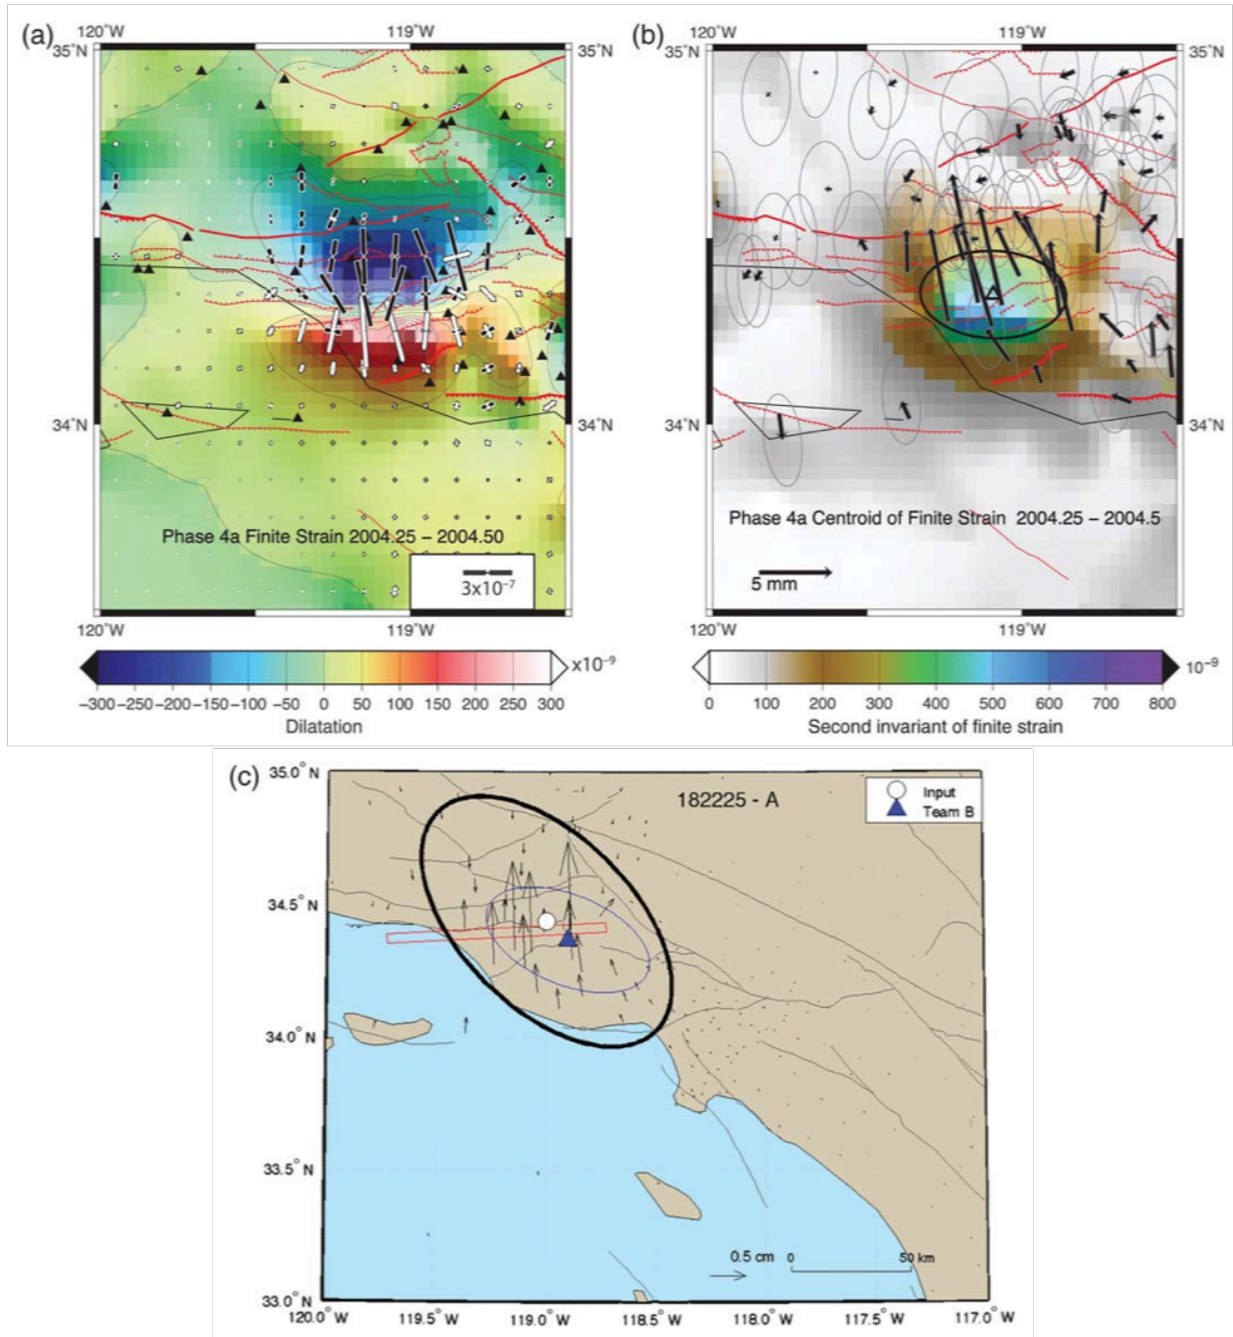 (a)
120°W
119°W
35°N
35°N
34°N
34°N
Phase 4a Finite Strain 2004.25 – 2004.50
3x10⁻⁷
120°W
119°W
x10⁻⁹
−300 −250 −200 −150 −100 −50 0 50 100 150 200 250 300
Dilatation
(b)
120°W
119°W
35°N
35°N
34°N
34°N
Phase 4a Centroid of Finite Strain 2004.25 – 2004.5
5 mm
120°W
119°W
10⁻⁹
0 100 200 300 400 500 600 700 800
Second invariant of finite strain
(c)
35.0° N
182225 - A
Input
Team B
34.5° N
34.0° N
33.5° N
0.5 cm 0 50 km
33.0° N
120.0° W 119.5° W 119.0° W 118.5° W 118.0° W 117.5° W 117.0° W